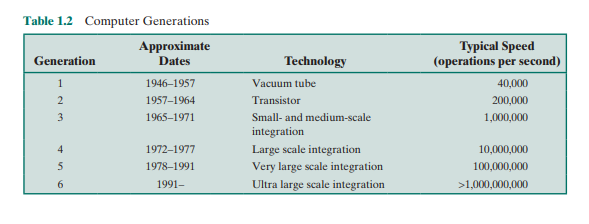 Table 1.2 Computer Generations
Generation Approximate Dates Technology Typical Speed (operations per second)
1 1946–1957 Vacuum tube 40,000
2 1957–1964 Transistor 200,000
3 1965–1971 Small- and medium-scale integration 1,000,000
4 1972–1977 Large scale integration 10,000,000
5 1978–1991 Very large scale integration 100,000,000
6 1991– Ultra large scale integration >1,000,000,000